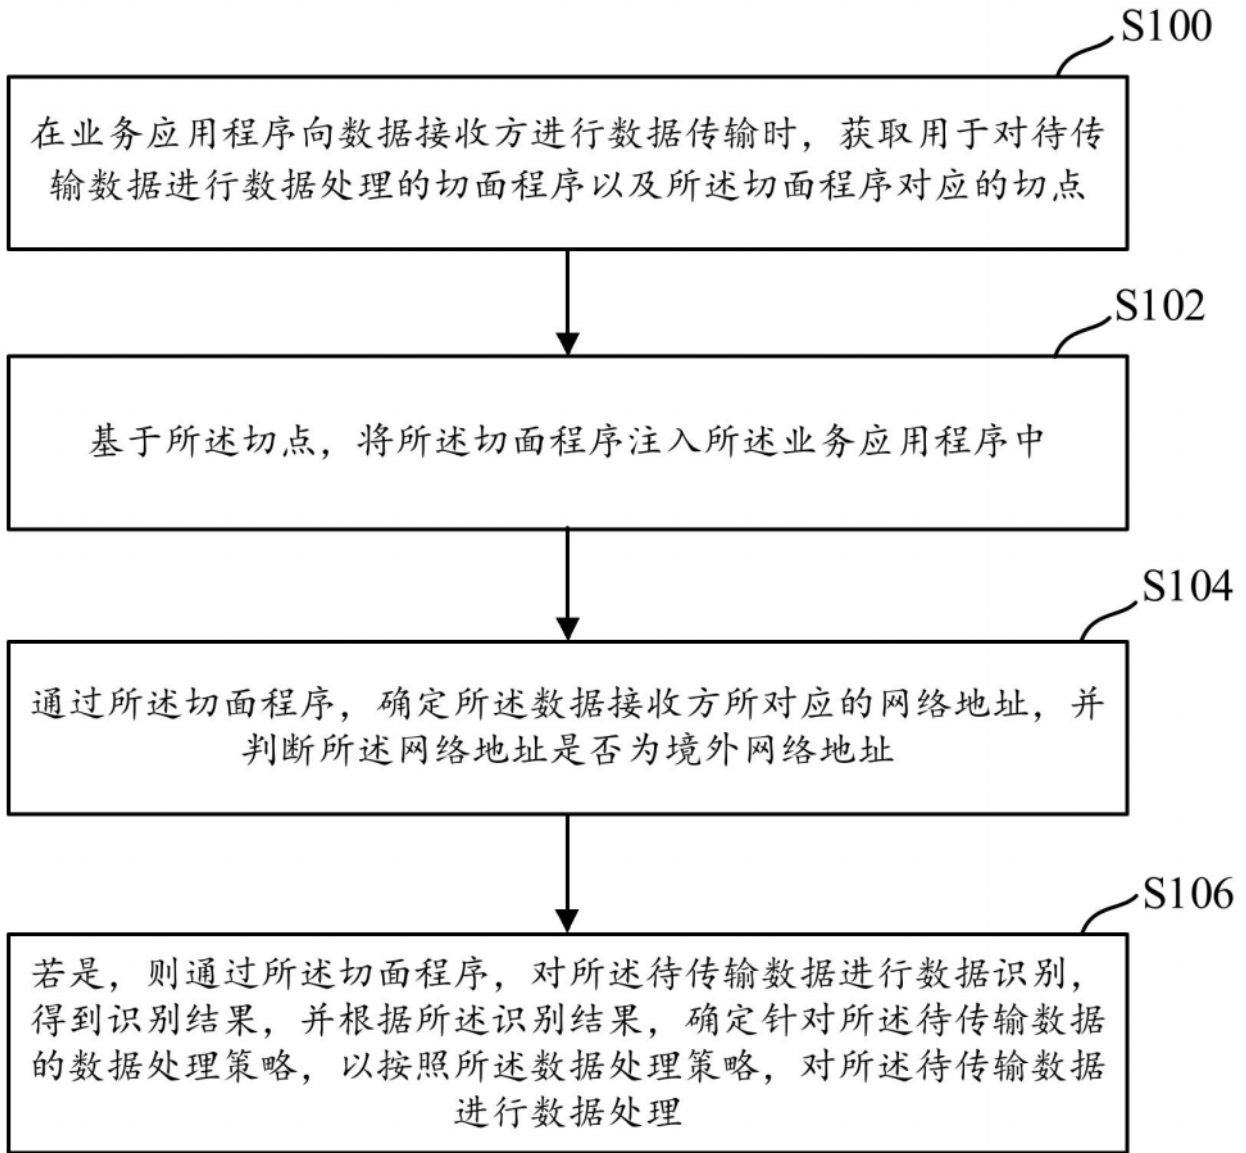 S100
在业务应用程序向数据接收方进行数据传输时，获取用于对待传
输数据进行数据处理的切面程序以及所述切面程序对应的切点
S102
基于所述切点，将所述切面程序注入所述业务应用程序中
S104
通过所述切面程序，确定所述数据接收方所对应的网络地址，并
判断所述网络地址是否为境外网络地址
S106
若是，则通过所述切面程序，对所述待传输数据进行数据识别，
得到识别结果，并根据所述识别结果，确定针对所述待传输数据
的数据处理策略，以按照所述数据处理策略，对所述待传输数据
进行数据处理